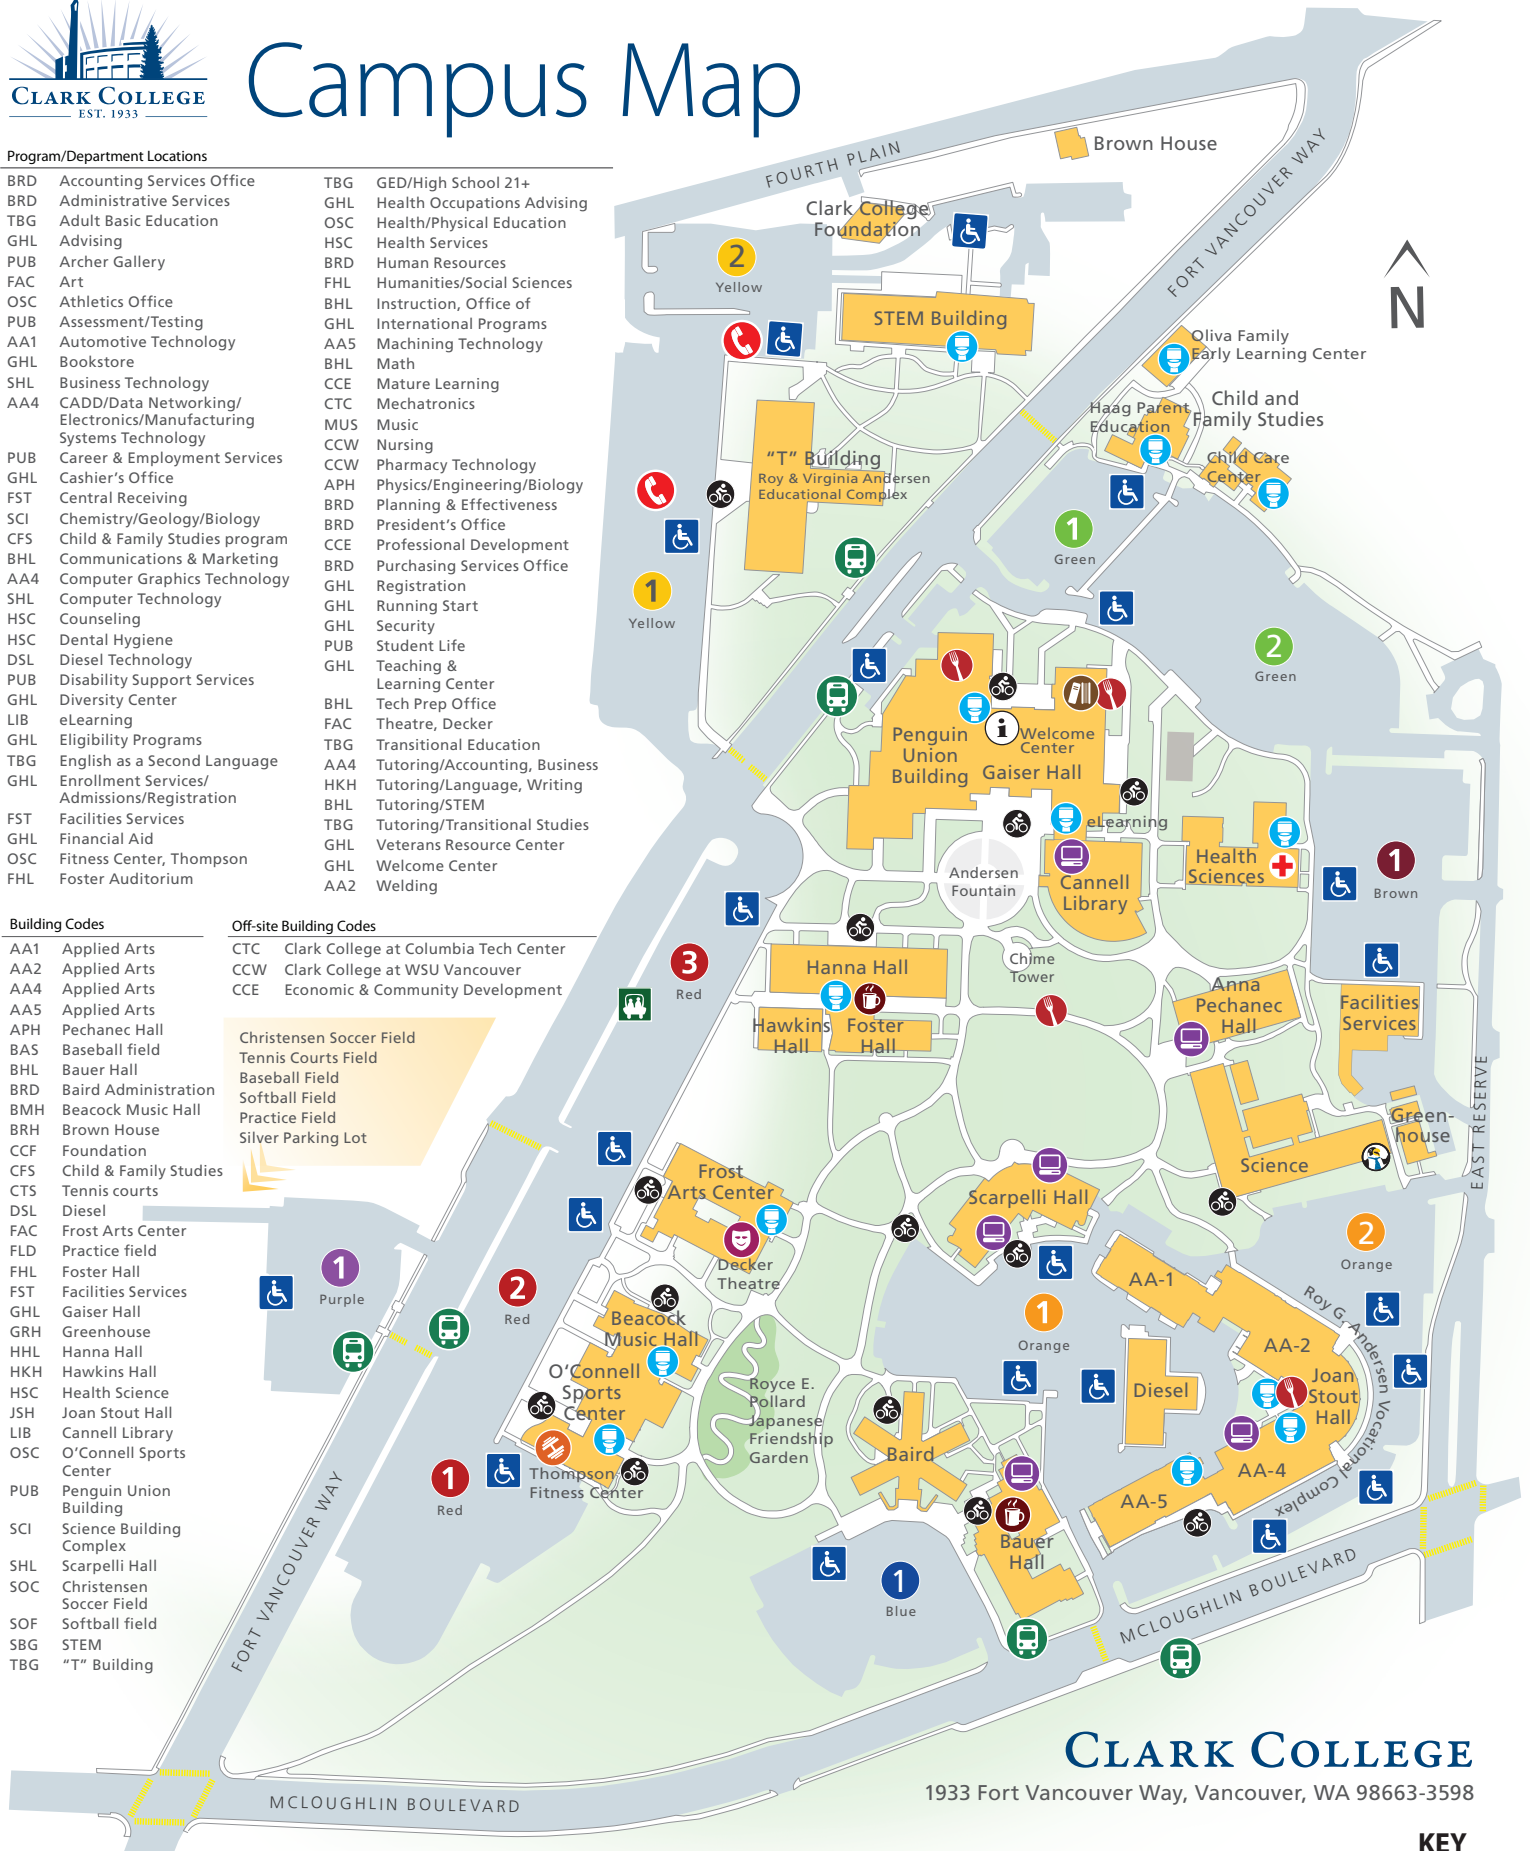 CLARK COLLEGE
EST. 1933
Campus Map
Program/Department Locations
BRD Accounting Services Office
BRD Administrative Services
TBG Adult Basic Education
GHL Advising
PUB Archer Gallery
FAC Art
OSC Athletics Office
PUB Assessment/Testing
AA1 Automotive Technology
GHL Bookstore
SHL Business Technology
AA4 CADD/Data Networking/
Electronics/Manufacturing
Systems Technology
PUB Career & Employment Services
GHL Cashier's Office
FST Central Receiving
SCI Chemistry/Geology/Biology
CFS Child & Family Studies program
BHL Communications & Marketing
AA4 Computer Graphics Technology
SHL Computer Technology
HSC Counseling
HSC Dental Hygiene
DSL Diesel Technology
PUB Disability Support Services
GHL Diversity Center
LIB eLearning
GHL Eligibility Programs
TBG English as a Second Language
GHL Enrollment Services/
Admissions/Registration
FST Facilities Services
GHL Financial Aid
OSC Fitness Center, Thompson
FHL Foster Auditorium
TBG GED/High School 21+
GHL Health Occupations Advising
OSC Health/Physical Education
HSC Health Services
BRD Human Resources
FHL Humanities/Social Sciences
BHL Instruction, Office of
GHL International Programs
AA5 Machining Technology
BHL Math
CCE Mature Learning
CTC Mechatronics
MUS Music
CCW Nursing
CCW Pharmacy Technology
APH Physics/Engineering/Biology
BRD Planning & Effectiveness
BRD President's Office
CCE Professional Development
BRD Purchasing Services Office
GHL Registration
GHL Running Start
GHL Security
PUB Student Life
GHL Teaching &
Learning Center
BHL Tech Prep Office
FAC Theatre, Decker
TBG Transitional Education
AA4 Tutoring/Accounting, Business
HKH Tutoring/Language, Writing
BHL Tutoring/STEM
TBG Tutoring/Transitional Studies
GHL Veterans Resource Center
GHL Welcome Center
AA2 Welding
Building Codes
AA1 Applied Arts
AA2 Applied Arts
AA4 Applied Arts
AA5 Applied Arts
APH Pechanec Hall
BAS Baseball field
BHL Bauer Hall
BRD Baird Administration
BMH Beacock Music Hall
BRH Brown House
CCF Foundation
CFS Child & Family Studies
CTS Tennis courts
DSL Diesel
FAC Frost Arts Center
FLD Practice field
FHL Foster Hall
FST Facilities Services
GHL Gaiser Hall
GRH Greenhouse
HHL Hanna Hall
HKH Hawkins Hall
HSC Health Science
JSH Joan Stout Hall
LIB Cannell Library
OSC O'Connell Sports
Center
PUB Penguin Union
Building
SCI Science Building
Complex
SHL Scarpelli Hall
SOC Christensen
Soccer Field
SOF Softball field
SBG STEM
TBG "T" Building
Off-site Building Codes
CTC Clark College at Columbia Tech Center
CCW Clark College at WSU Vancouver
CCE Economic & Community Development
Christensen Soccer Field
Tennis Courts Field
Baseball Field
Softball Field
Practice Field
Silver Parking Lot
FOURTH PLAIN
Brown House
Clark College
Foundation
FORT VANCOUVER WAY
N
2
Yellow
STEM Building
Oliva Family
Early Learning Center
Child and
Family Studies
Haag Parent
Education
Child Care
Center
"T" Building
Roy & Virginia Andersen
Educational Complex
1
Green
1
Yellow
2
Green
Penguin
Union
Building
i
Welcome
Center
Gaiser Hall
eLearning
Health
Sciences
1
Brown
Andersen
Fountain
Cannell
Library
3
Red
Hanna Hall
Chime
Tower
Hawkins
Hall
Foster
Hall
Anna
Pechanec
Hall
Facilities
Services
Green-
house
EAST RESERVE
Science
Frost
Arts Center
Scarpelli Hall
Decker
Theatre
1
Purple
2
Red
2
Orange
AA-1
1
Orange
AA-2
Roy G. Andersen Vocational Complex
Beacock
Music Hall
O'Connell
Sports
Center
Royce E.
Pollard
Japanese
Friendship
Garden
Diesel
Joan
Stout
Hall
Baird
AA-4
AA-5
1
Red
Thompson
Fitness Center
Bauer
Hall
1
Blue
FORT VANCOUVER WAY
MCLOUGHLIN BOULEVARD
MCLOUGHLIN BOULEVARD
CLARK COLLEGE
1933 Fort Vancouver Way, Vancouver, WA 98663-3598
KEY